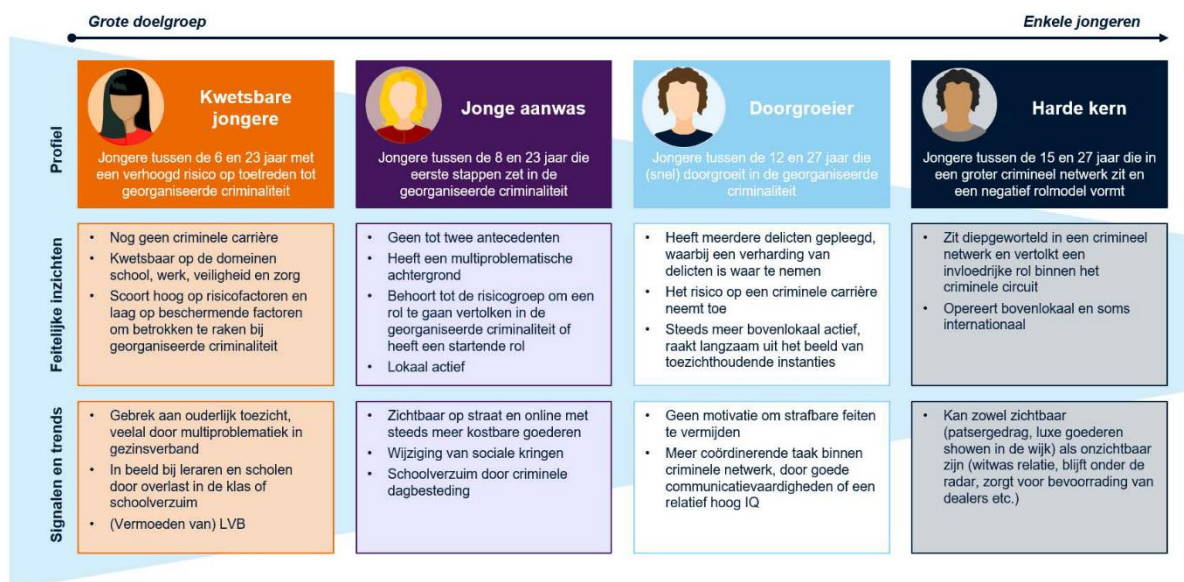 Grote doelgroep
Enkele jongeren
Profiel
Kwetsbare
jongere
Jongere tussen de 6 en 23 jaar met
een verhoogd risico op toetreden tot
georganiseerde criminaliteit
Jonge aanwas
Jongere tussen de 8 en 23 jaar die
eerste stappen zet in de
georganiseerde criminaliteit
Doorgroeier
Jongere tussen de 12 en 27 jaar die
(snel) doorgroeit in de georganiseerde
criminaliteit
Harde kern
Jongere tussen de 15 en 27 jaar die in
een groter crimineel netwerk zit en
een negatief rolmodel vormt
Feitelijke inzichten
• Nog geen criminele carrière
• Kwetsbaar op de domeinen
school, werk, veiligheid en zorg
• Scoort hoog op risicofactoren en
laag op beschermende factoren
om betrokken te raken bij
georganiseerde criminaliteit
• Geen tot twee antecedenten
• Heeft een multiproblematische
achtergrond
• Behoort tot de risicogroep om een
rol te gaan vertolken in de
georganiseerde criminaliteit of
heeft een startende rol
• Lokaal actief
• Heeft meerdere delicten gepleegd,
waarbij een verharding van
delicten is waar te nemen
• Het risico op een criminele carrière
neemt toe
• Steeds meer bovenlokaal actief,
raakt langzaam uit het beeld van
toezichthoudende instanties
• Zit diepgeworteld in een crimineel
netwerk en vertolkt een
invloedrijke rol binnen het
criminele circuit
• Opereert bovenlokaal en soms
internationaal
Signalen en trends
• Gebrek aan ouderlijk toezicht,
veelal door multiproblematiek in
gezinsverband
• In beeld bij leraren en scholen
door overlast in de klas of
schoolverzuim
• (Vermoeden van) LVB
• Zichtbaar op straat en online met
steeds meer kostbare goederen
• Wijziging van sociale kringen
• Schoolverzuim door criminele
dagbesteding
• Geen motivatie om strafbare feiten
te vermijden
• Meer coördinerende taak binnen
criminele netwerk, door goede
communicatievaardigheden of een
relatief hoog IQ
• Kan zowel zichtbaar
(patsergedrag, luxe goederen
showen in de wijk) als onzichtbaar
zijn (witwas relatie, blijft onder de
radar, zorgt voor bevoorrading van
dealers etc.)